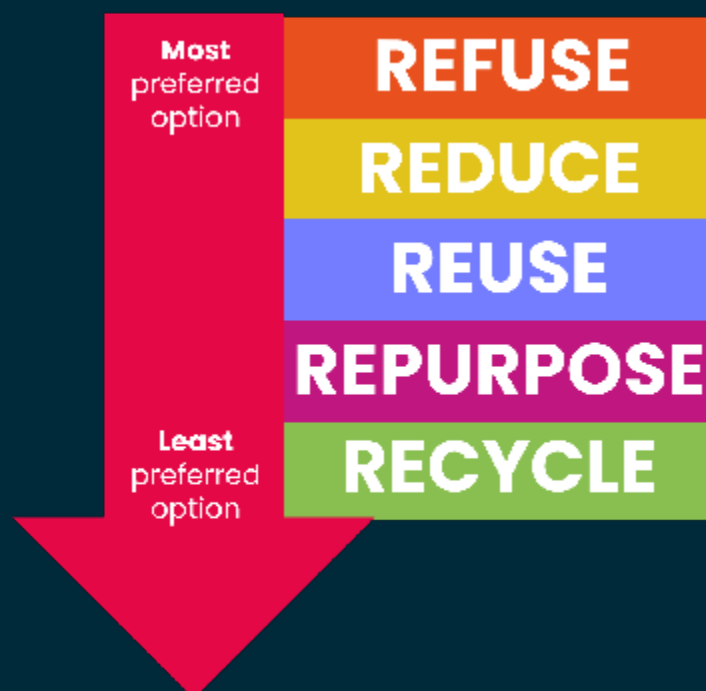 Most
preferred
option
REFUSE
REDUCE
REUSE
REPURPOSE
RECYCLE
Least
preferred
option